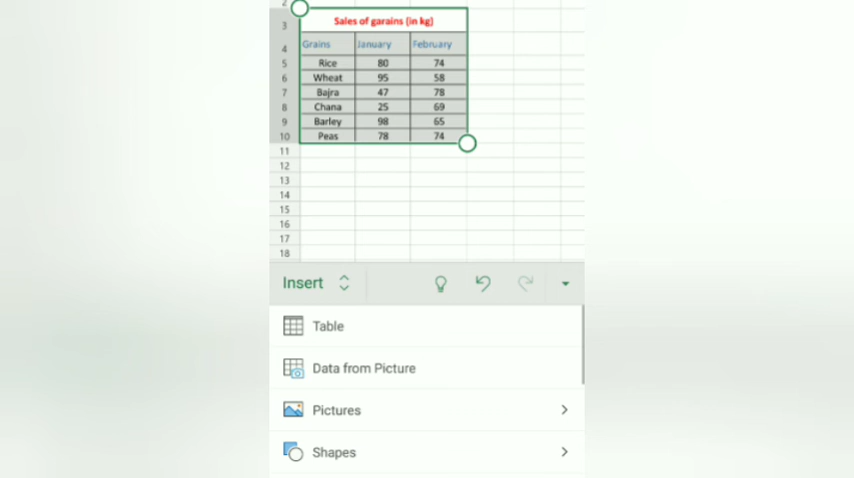 2
3 Sales of garains (in kg)
4 Grains January February
5 Rice 80 74
6 Wheat 95 58
7 Bajra 47 78
8 Chana 25 69
9 Barley 98 65
10 Peas 78 74
11
12
13
14
15
16
17
18
Insert
Table
Data from Picture
Pictures
Shapes